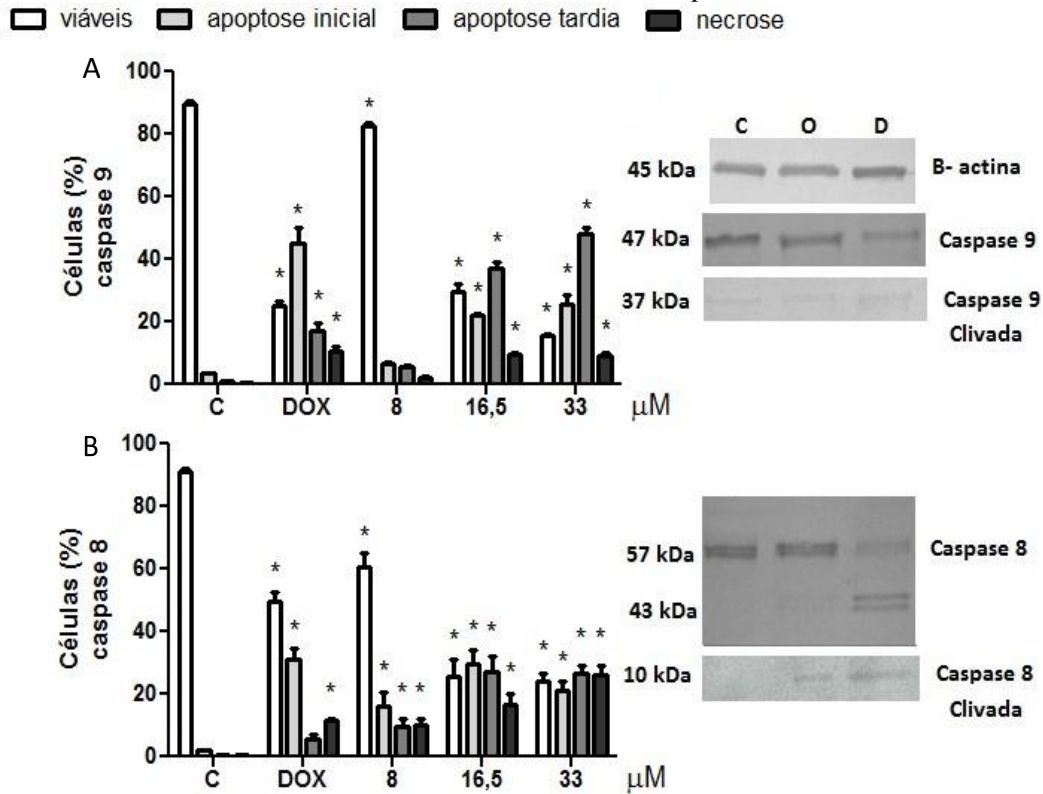 viáveis apoptose inicial apoptose tardia necrose
A
100
80
60
40
20
0
Células (%)
caspase 9
* * * * * * * * * * * * *
C DOX 8 16,5 33 μM
C O D
45 kDa B- actina
47 kDa Caspase 9
37 kDa Caspase 9
Clivada
B
100
80
60
40
20
0
Células (%)
caspase 8
* * * * * * * * * * * * * * *
C DOX 8 16,5 33 μM
57 kDa Caspase 8
43 kDa
10 kDa Caspase 8
Clivada